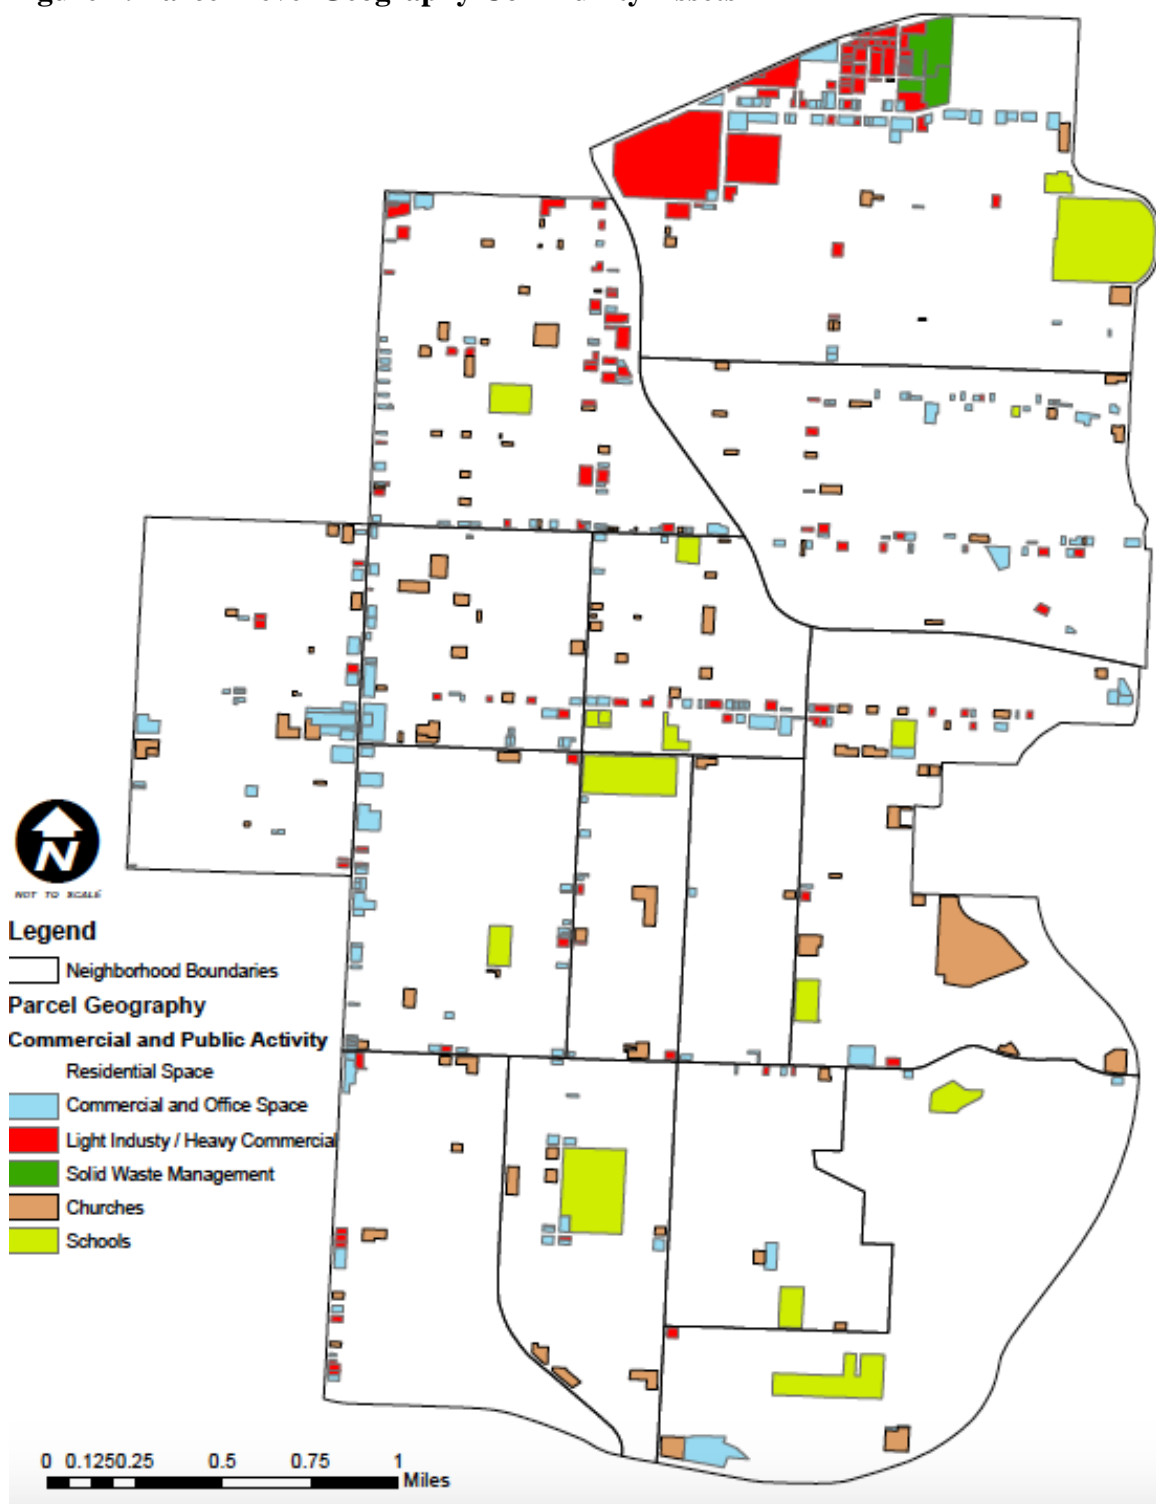 N
NOT TO SCALE
Legend
Neighborhood Boundaries
Parcel Geography
Commercial and Public Activity
Residential Space
Commercial and Office Space
Light Industy / Heavy Commercial
Solid Waste Management
Churches
Schools
0 0.1250.25 0.5 0.75 1
Miles